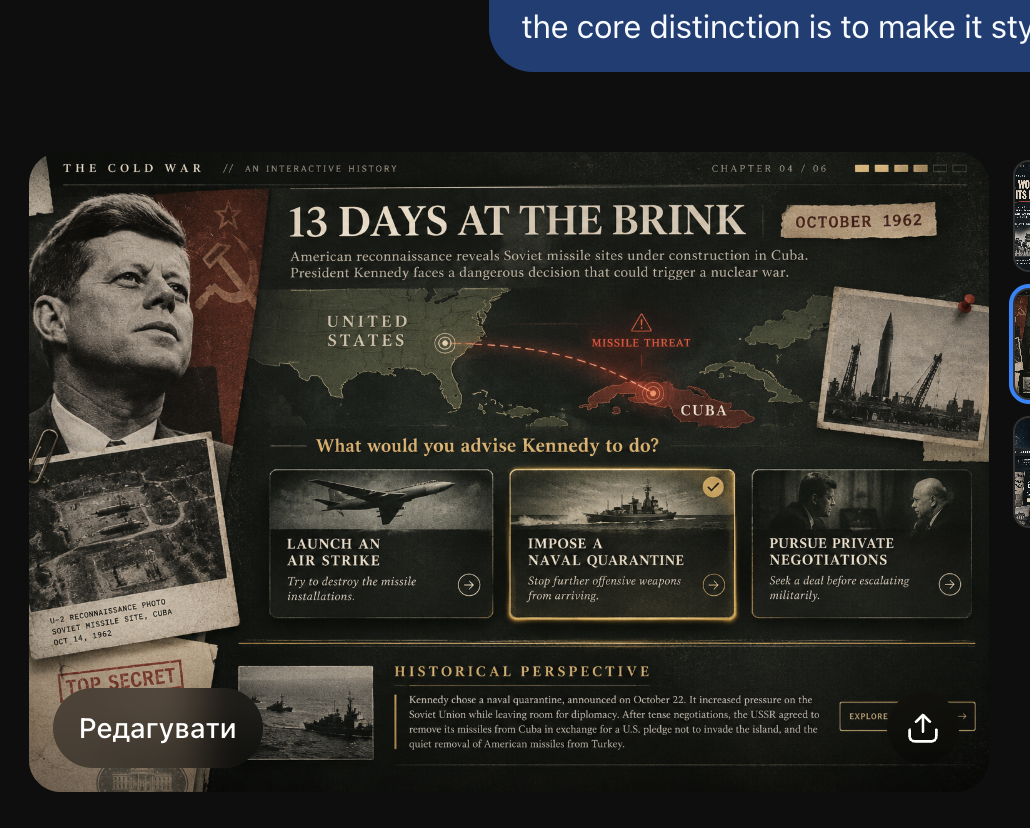 the core distinction is to make it sty
THE COLD WAR // AN INTERACTIVE HISTORY
CHAPTER 04 / 06
13 DAYS AT THE BRINK
OCTOBER 1962
American reconnaissance reveals Soviet missile sites under construction in Cuba.
President Kennedy faces a dangerous decision that could trigger a nuclear war.
UNITED
STATES
MISSILE THREAT
CUBA
What would you advise Kennedy to do?
LAUNCH AN
AIR STRIKE
Try to destroy the missile
installations.
IMPOSE A
NAVAL QUARANTINE
Stop further offensive weapons
from arriving.
PURSUE PRIVATE
NEGOTIATIONS
Seek a deal before escalating
militarily.
U-2 RECONNAISSANCE PHOTO
SOVIET MISSILE SITE, CUBA
OCT 14, 1962
TOP SECRET
Редагувати
HISTORICAL PERSPECTIVE
Kennedy chose a naval quarantine, announced on October 22. It increased pressure on the
Soviet Union while leaving room for diplomacy. After tense negotiations, the USSR agreed to
remove its missiles from Cuba in exchange for a U.S. pledge not to invade the island, and the
quiet removal of American missiles from Turkey.
EXPLORE